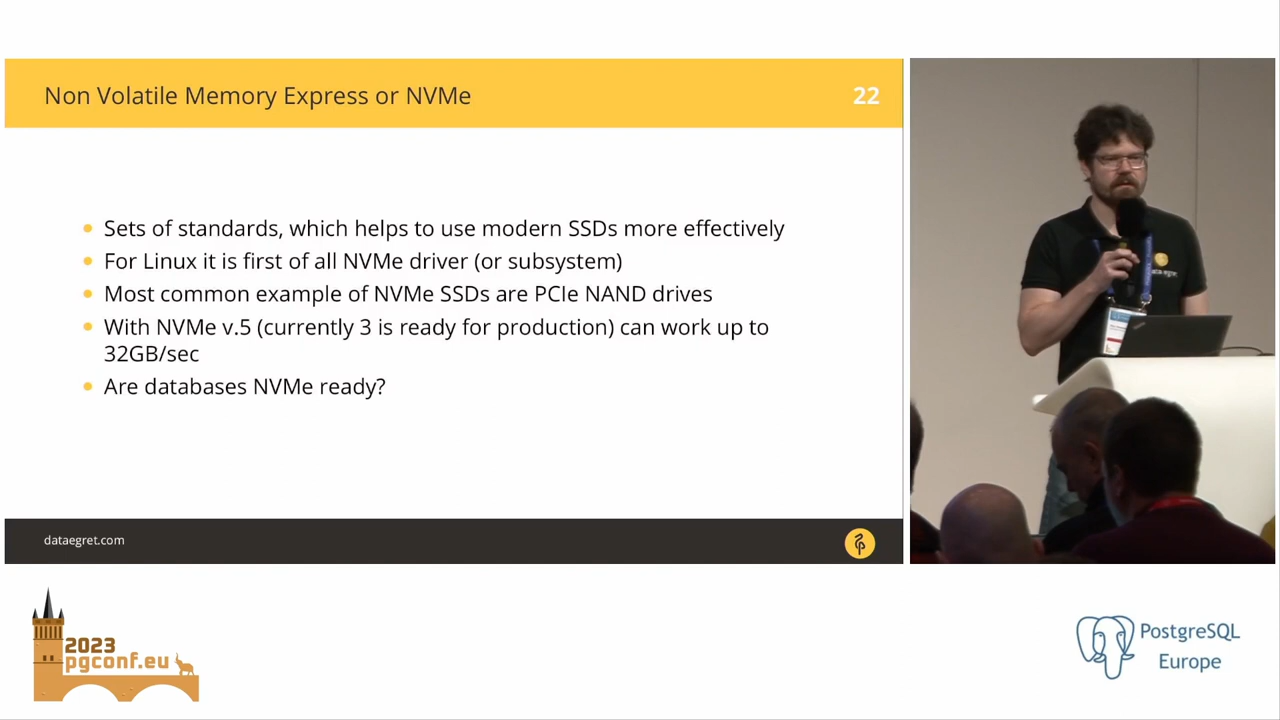 Non Volatile Memory Express or NVMe
22
Sets of standards, which helps to use modern SSDs more effectively
For Linux it is first of all NVMe driver (or subsystem)
Most common example of NVMe SSDs are PCIe NAND drives
With NVMe v.5 (currently 3 is ready for production) can work up to
32GB/sec
Are databases NVMe ready?
dataegret.com
2023
pgconf.eu
PostgreSQL
Europe